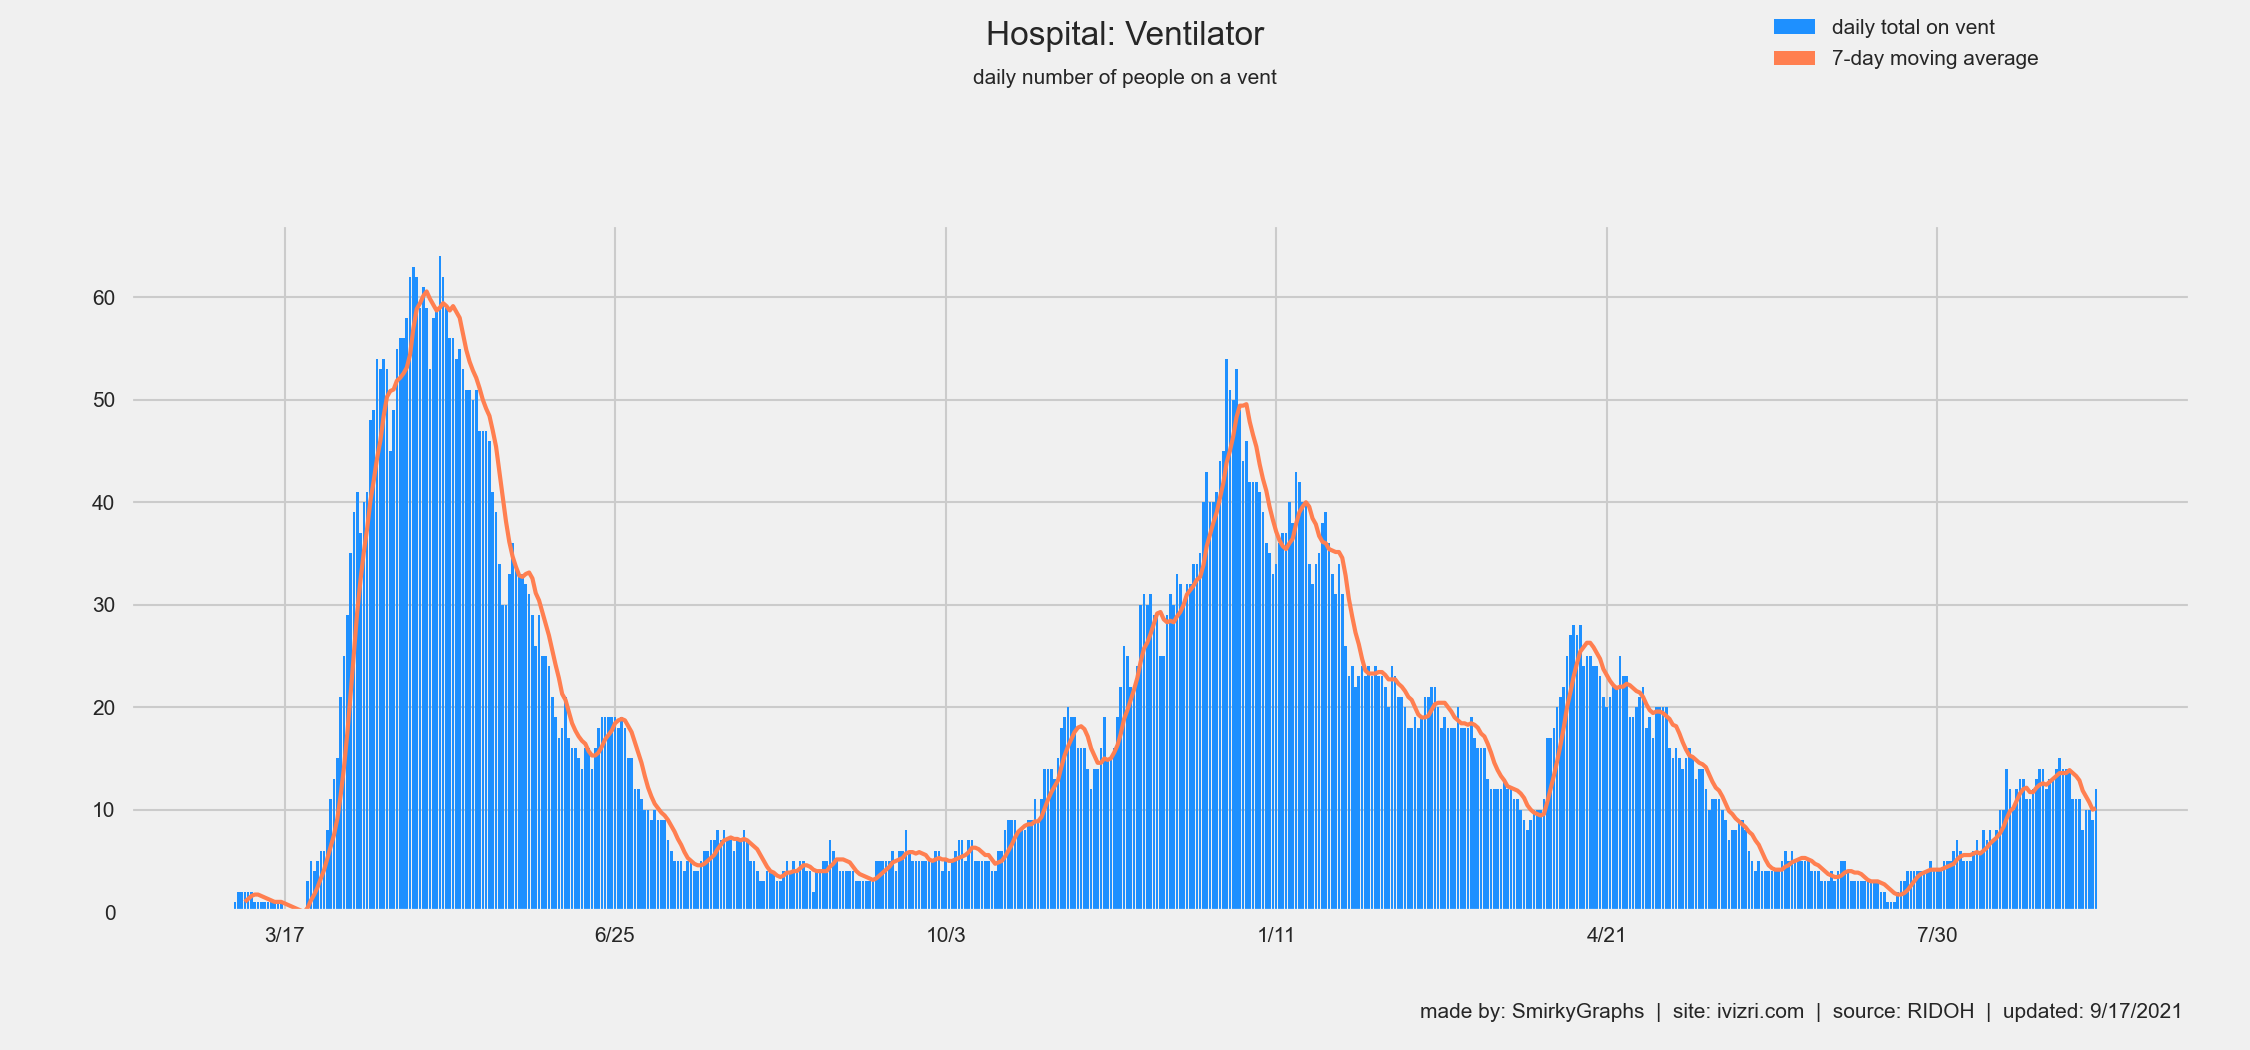 Hospital: Ventilator
daily number of people on a vent
daily total on vent
7-day moving average
60
50
40
30
20
10
0
3/17 6/25 10/3 1/11 4/21 7/30
made by: SmirkyGraphs | site: ivizri.com | source: RIDOH | updated: 9/17/2021